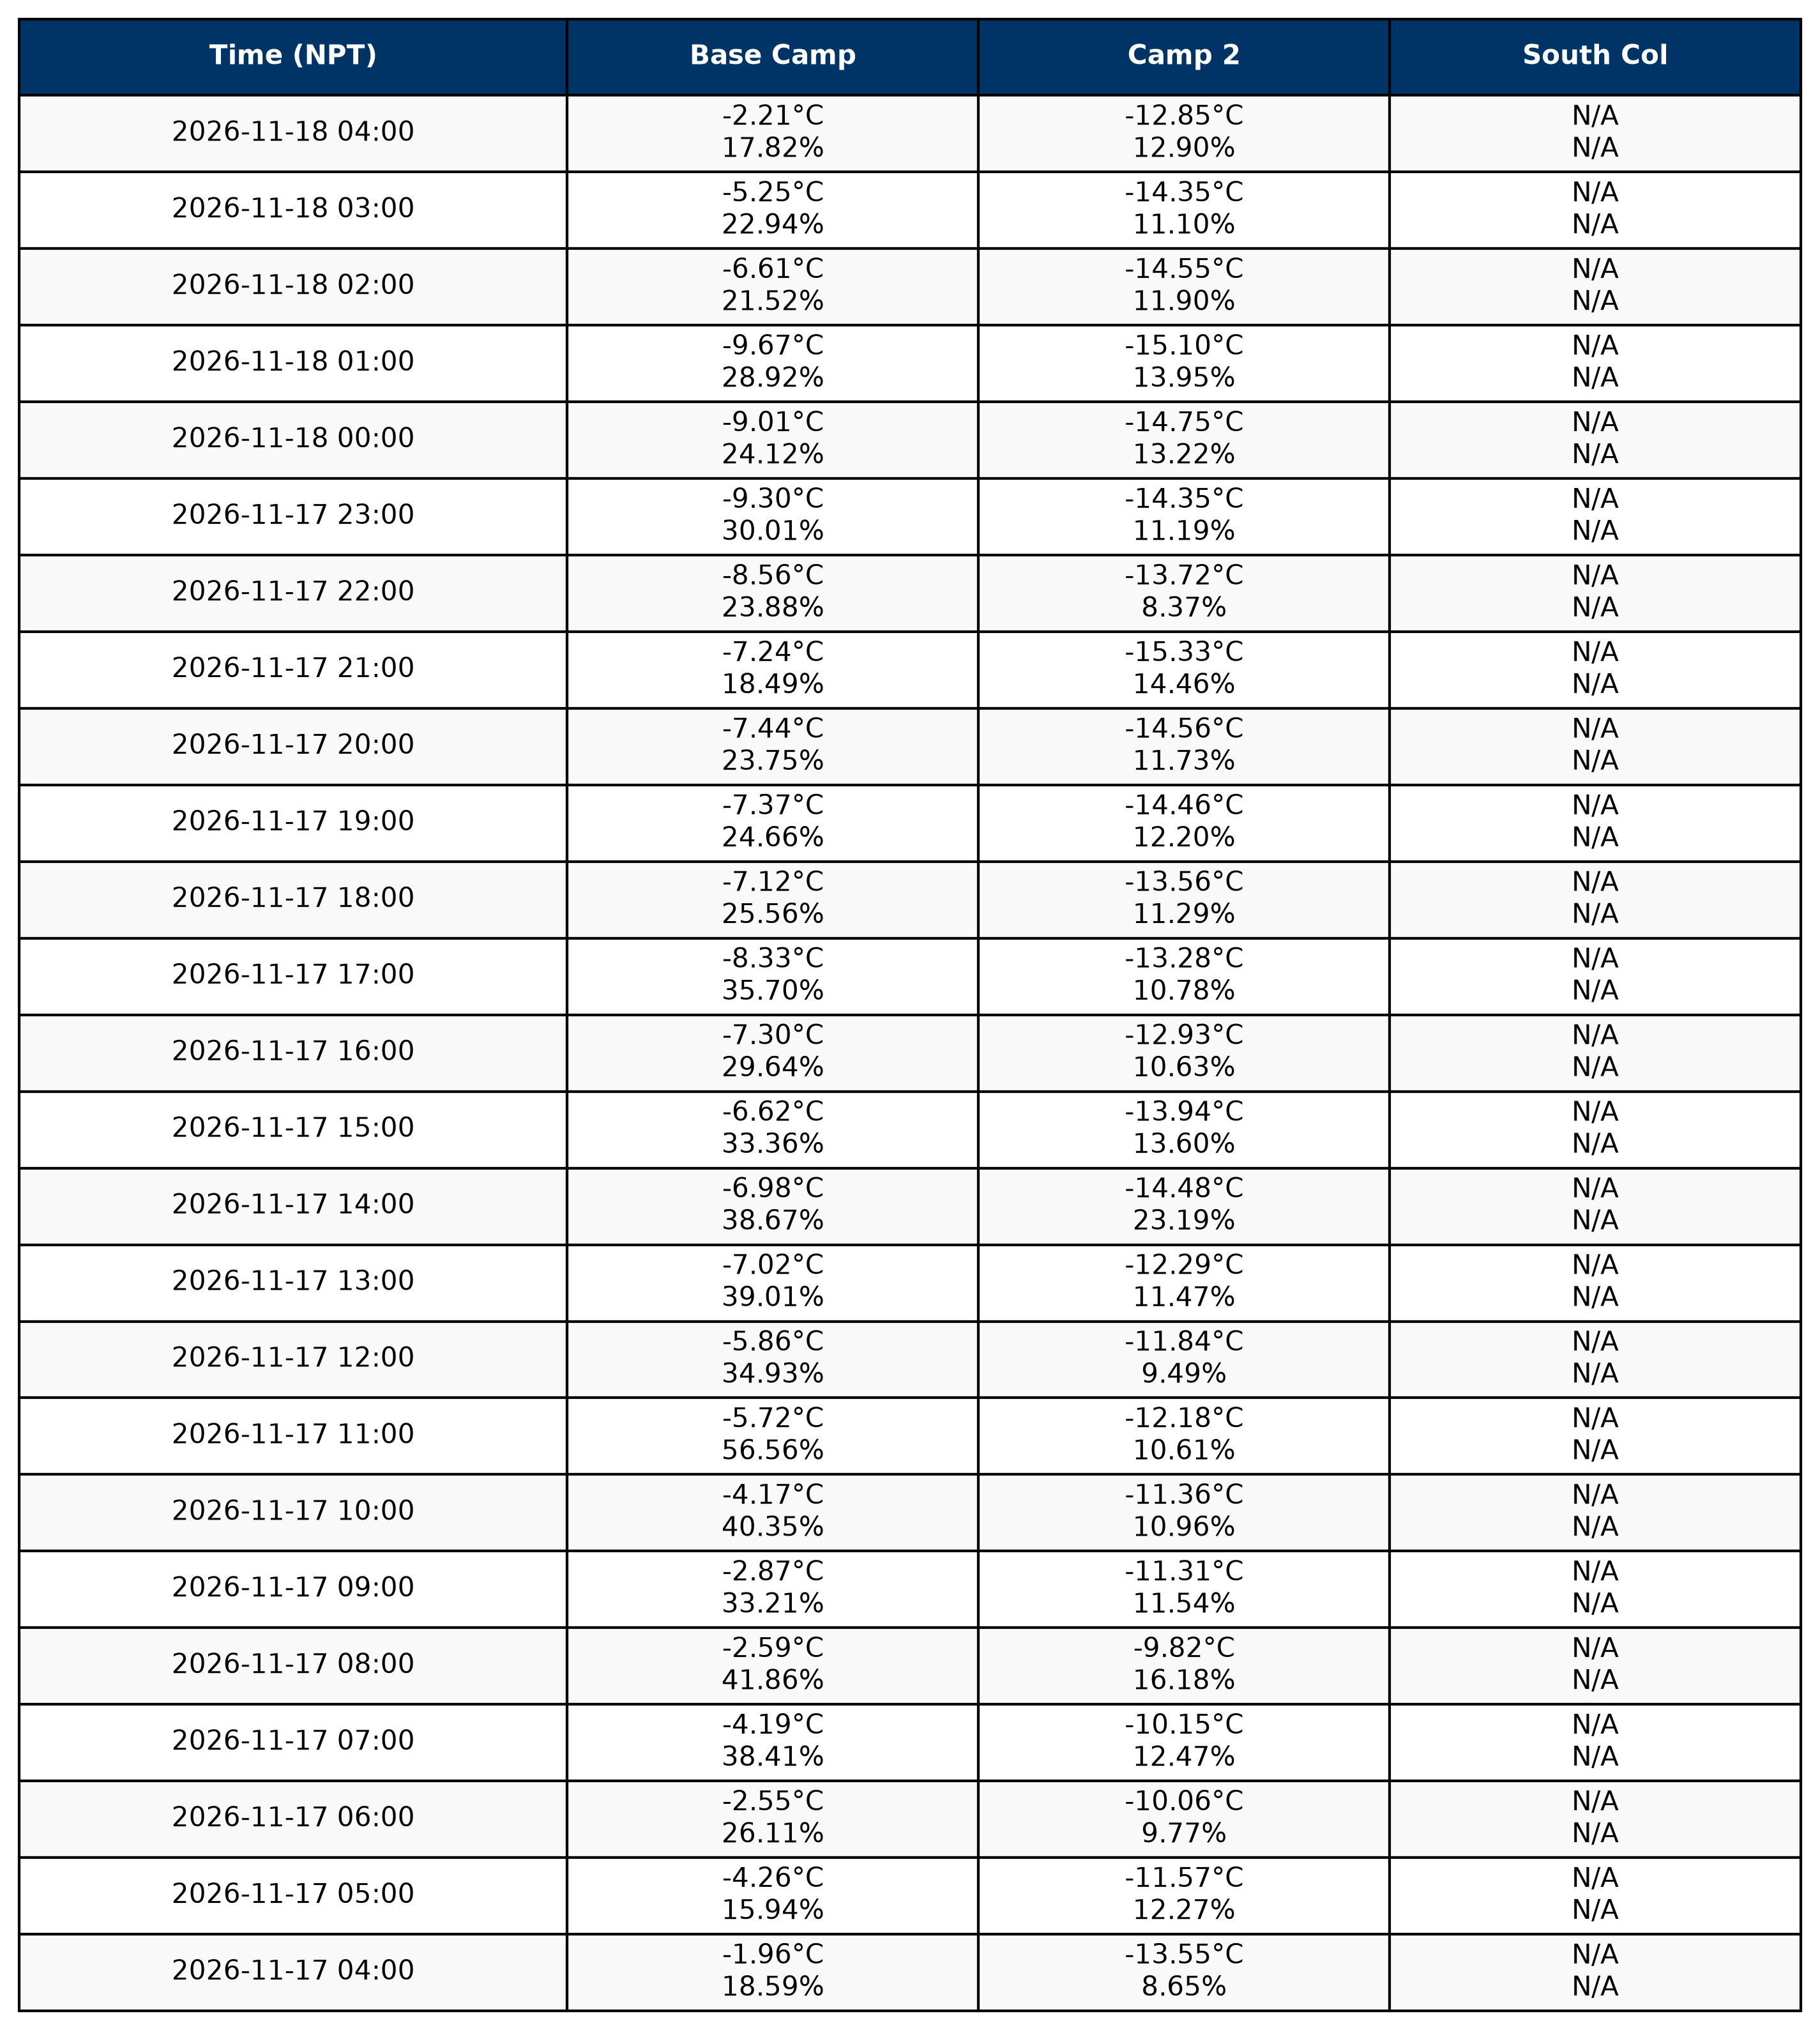 Time (NPT) Base Camp Camp 2 South Col
2026-11-18 04:00 -2.21°C -12.85°C N/A
17.82% 12.90% N/A
2026-11-18 03:00 -5.25°C -14.35°C N/A
22.94% 11.10% N/A
2026-11-18 02:00 -6.61°C -14.55°C N/A
21.52% 11.90% N/A
2026-11-18 01:00 -9.67°C -15.10°C N/A
28.92% 13.95% N/A
2026-11-18 00:00 -9.01°C -14.75°C N/A
24.12% 13.22% N/A
2026-11-17 23:00 -9.30°C -14.35°C N/A
30.01% 11.19% N/A
2026-11-17 22:00 -8.56°C -13.72°C N/A
23.88% 8.37% N/A
2026-11-17 21:00 -7.24°C -15.33°C N/A
18.49% 14.46% N/A
2026-11-17 20:00 -7.44°C -14.56°C N/A
23.75% 11.73% N/A
2026-11-17 19:00 -7.37°C -14.46°C N/A
24.66% 12.20% N/A
2026-11-17 18:00 -7.12°C -13.56°C N/A
25.56% 11.29% N/A
2026-11-17 17:00 -8.33°C -13.28°C N/A
35.70% 10.78% N/A
2026-11-17 16:00 -7.30°C -12.93°C N/A
29.64% 10.63% N/A
2026-11-17 15:00 -6.62°C -13.94°C N/A
33.36% 13.60% N/A
2026-11-17 14:00 -6.98°C -14.48°C N/A
38.67% 23.19% N/A
2026-11-17 13:00 -7.02°C -12.29°C N/A
39.01% 11.47% N/A
2026-11-17 12:00 -5.86°C -11.84°C N/A
34.93% 9.49% N/A
2026-11-17 11:00 -5.72°C -12.18°C N/A
56.56% 10.61% N/A
2026-11-17 10:00 -4.17°C -11.36°C N/A
40.35% 10.96% N/A
2026-11-17 09:00 -2.87°C -11.31°C N/A
33.21% 11.54% N/A
2026-11-17 08:00 -2.59°C -9.82°C N/A
41.86% 16.18% N/A
2026-11-17 07:00 -4.19°C -10.15°C N/A
38.41% 12.47% N/A
2026-11-17 06:00 -2.55°C -10.06°C N/A
26.11% 9.77% N/A
2026-11-17 05:00 -4.26°C -11.57°C N/A
15.94% 12.27% N/A
2026-11-17 04:00 -1.96°C -13.55°C N/A
18.59% 8.65% N/A